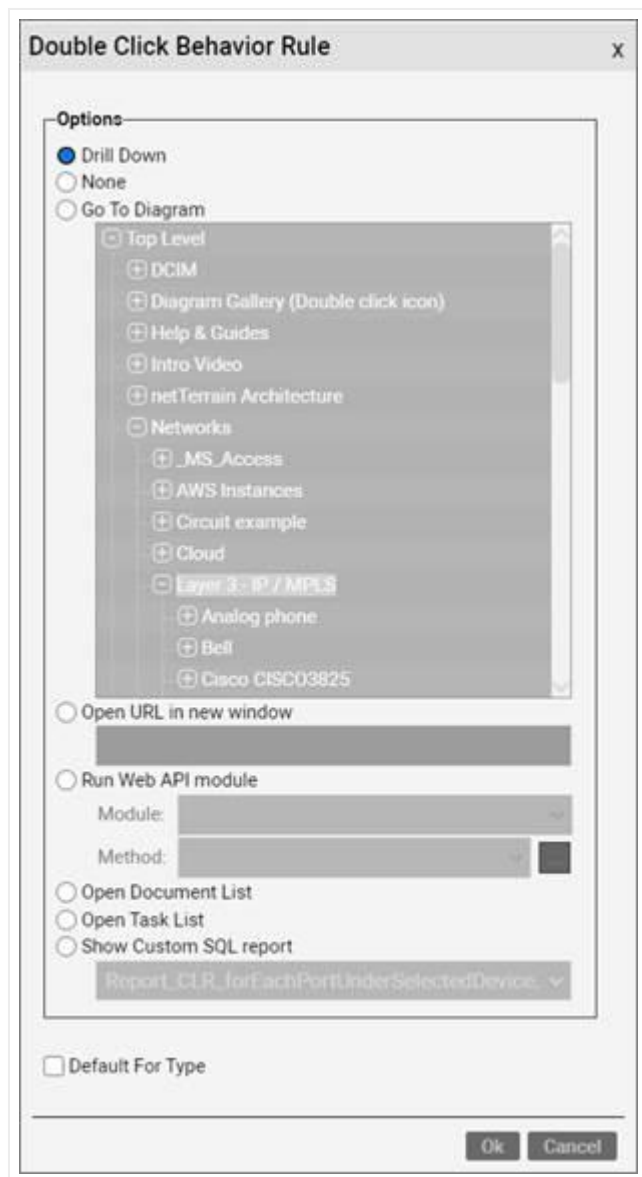 Double Click Behavior Rule x
Options
Drill Down
None
Go To Diagram
Top Level
DCIM
Diagram Gallery (Double click icon)
Help & Guides
Intro Video
netTerrain Architecture
Networks
_MS_Access
AWS Instances
Circuit example
Cloud
Layer 3 - IP / MPLS
Analog phone
Bell
Cisco CISCO3825
Open URL in new window
Run Web API module
Module:
Method:
Open Document List
Open Task List
Show Custom SQL report
Report_CLR_forEachPortUnderSelectedDevice.
Default For Type
Ok Cancel